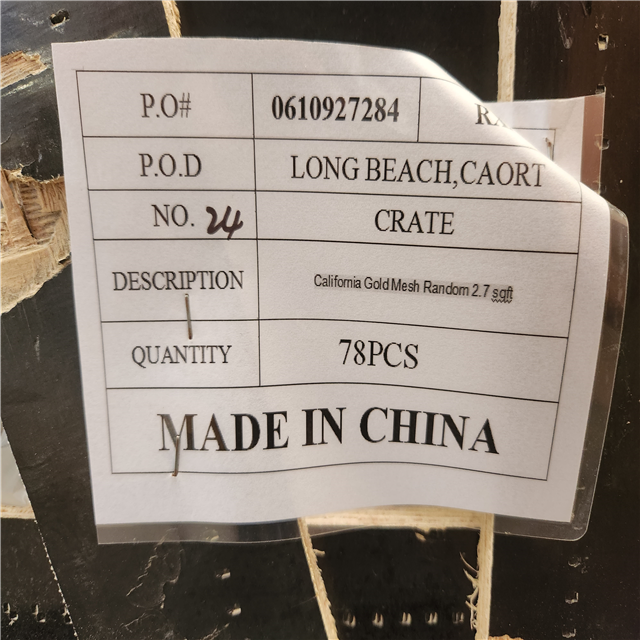 P.O# 0610927284
P.O.D LONG BEACH,CAORT
NO. 24 CRATE
DESCRIPTION California Gold Mesh Random 2.7 sqft
QUANTITY 78PCS
MADE IN CHINA